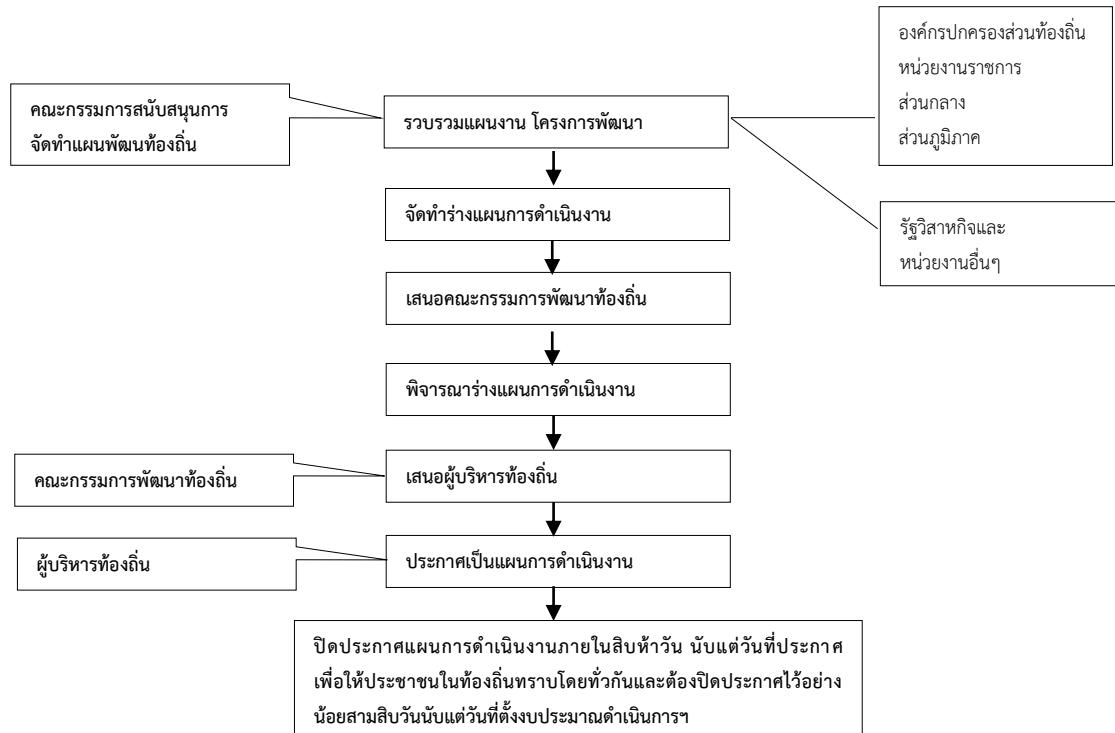 องค์กรปกครองส่วนท้องถิ่น
หน่วยงานราชการ
ส่วนกลาง
ส่วนภูมิภาค
คณะกรรมการสนับสนุนการ
จัดทำแผนพัฒนท้องถิ่น
รวบรวมแผนงาน โครงการพัฒนา
จัดทำร่างแผนการดำเนินงาน
รัฐวิสาหกิจและ
หน่วยงานอื่นๆ
เสนอคณะกรรมการพัฒนาท้องถิ่น
พิจารณาร่างแผนการดำเนินงาน
คณะกรรมการพัฒนาท้องถิ่น
เสนอผู้บริหารท้องถิ่น
ผู้บริหารท้องถิ่น
ประกาศเป็นแผนการดำเนินงาน
ปิดประกาศแผนการดำเนินงานภายในสิบห้าวัน นับแต่วันที่ประกาศ
เพื่อให้ประชาชนในท้องถิ่นทราบโดยทั่วกันและต้องปิดประกาศไว้อย่าง
น้อยสามสิบวันนับแต่วันที่ตั้งงบประมาณดำเนินการฯ